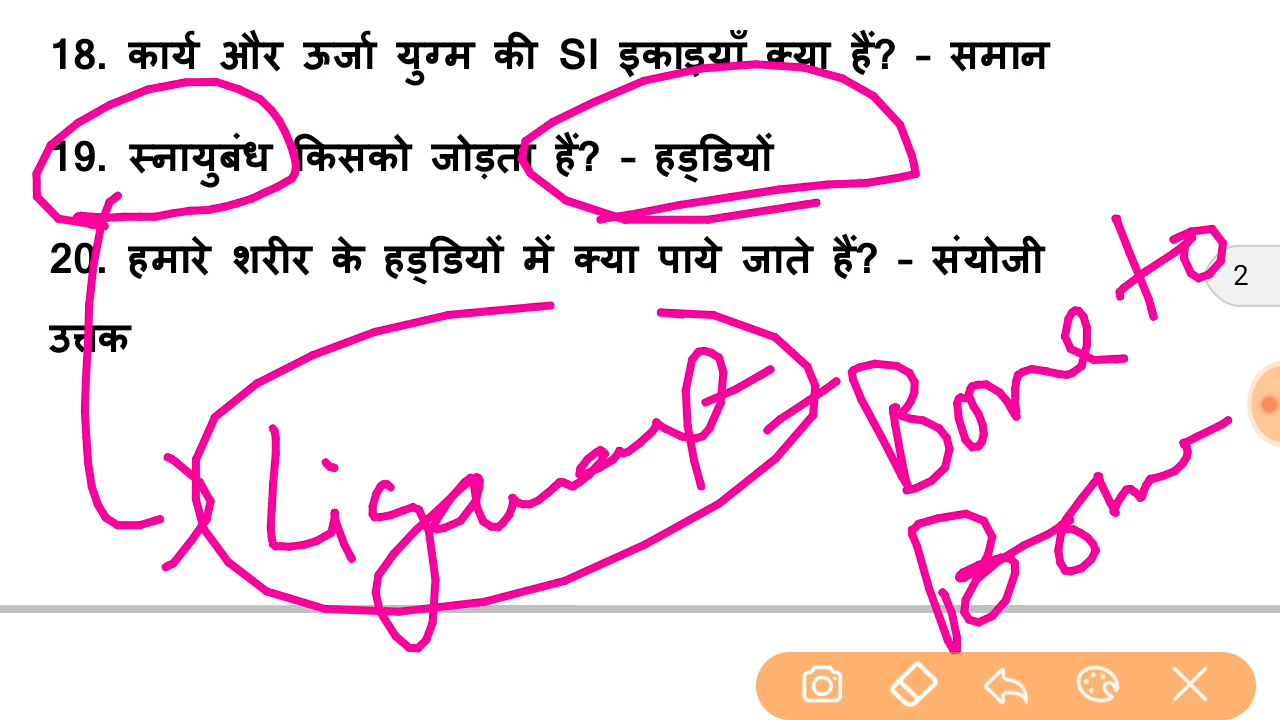 18. कार्य और ऊर्जा युग्म की SI इकाइयाँ क्या हैं? - समान
19. स्नायुबंध किसको जोड़ता हैं? - हड्डियों
20. हमारे शरीर के हड्डियों में क्या पाये जाते हैं? - संयोजी
उत्तक
2
Ligament
Bone to
Bone